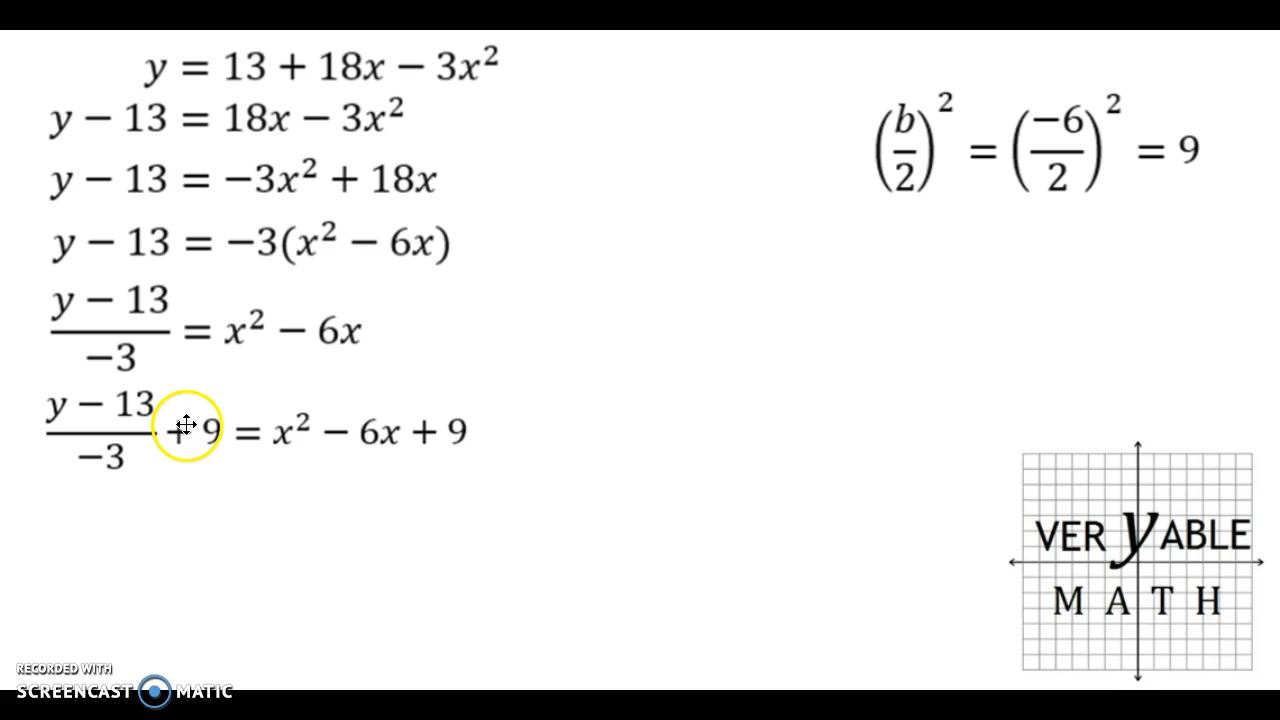 y = 13 + 18x − 3x²
y − 13 = 18x − 3x²
y − 13 = −3x² + 18x
y − 13 = −3(x² − 6x)
(y − 13)/(−3) = x² − 6x
(y − 13)/(−3) + 9 = x² − 6x + 9
(b/2)² = (−6/2)² = 9
VER y ABLE
M A T H
RECORDED WITH
SCREENCAST MATIC